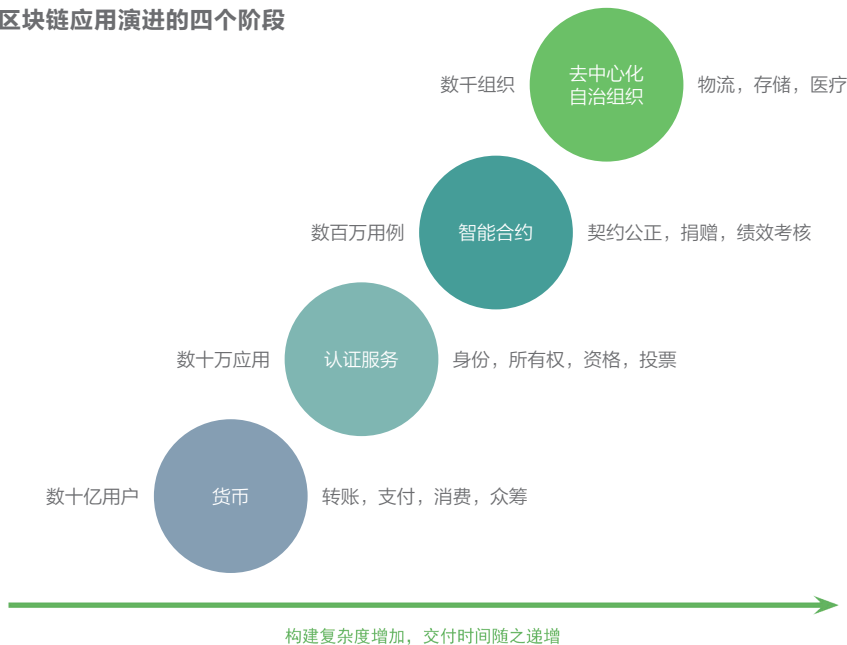 区块链应用演进的四个阶段
数千组织
去中心化
自治组织
物流，存储，医疗
数百万用例
智能合约
契约公正，捐赠，绩效考核
数十万应用
认证服务
身份，所有权，资格，投票
数十亿用户
货币
转账，支付，消费，众筹
构建复杂度增加，交付时间随之递增